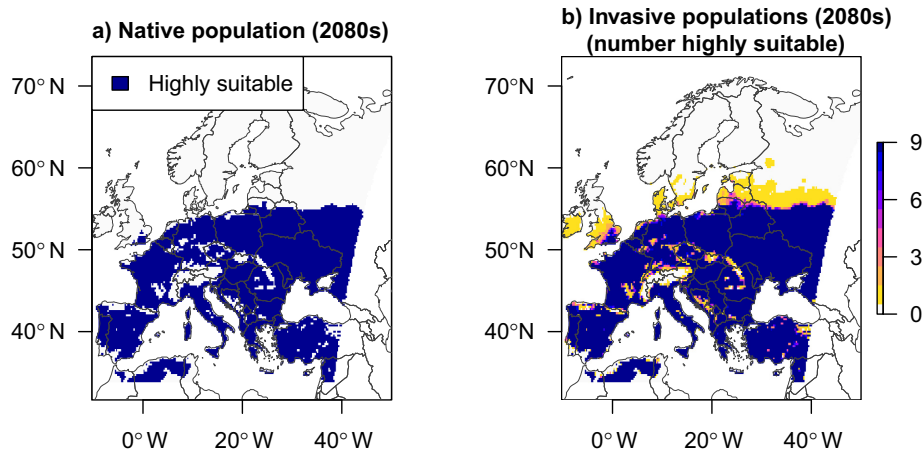 a) Native population (2080s)
Highly suitable
70° N
60° N
50° N
40° N
0° W
20° W
40° W
b) Invasive populations (2080s)
(number highly suitable)
70° N
60° N
50° N
40° N
0° W
20° W
40° W
9
6
3
0